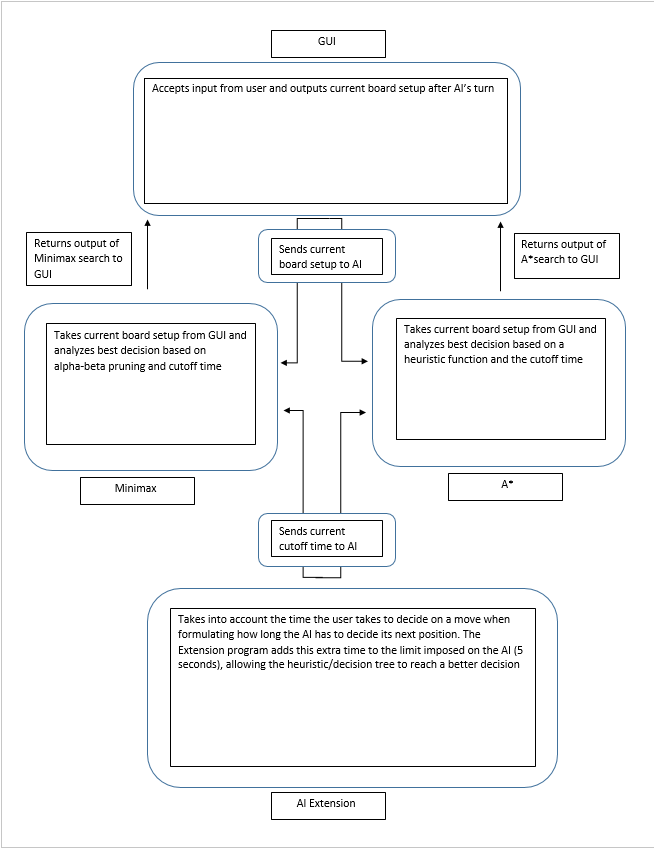 GUI
Accepts input from user and outputs current board setup after AI's turn
Returns output of
Minimax search to
GUI
Sends current
board setup to AI
Returns output of
A*search to GUI
Takes current board setup from GUI and
analyzes best decision based on
alpha-beta pruning and cutoff time
Takes current board setup from GUI and
analyzes best decision based on a
heuristic function and the cutoff time
Minimax
A*
Sends current
cutoff time to AI
Takes into account the time the user takes to decide on a move when
formulating how long the AI has to decide its next position. The
Extension program adds this extra time to the limit imposed on the AI (5
seconds), allowing the heuristic/decision tree to reach a better decision
AI Extension